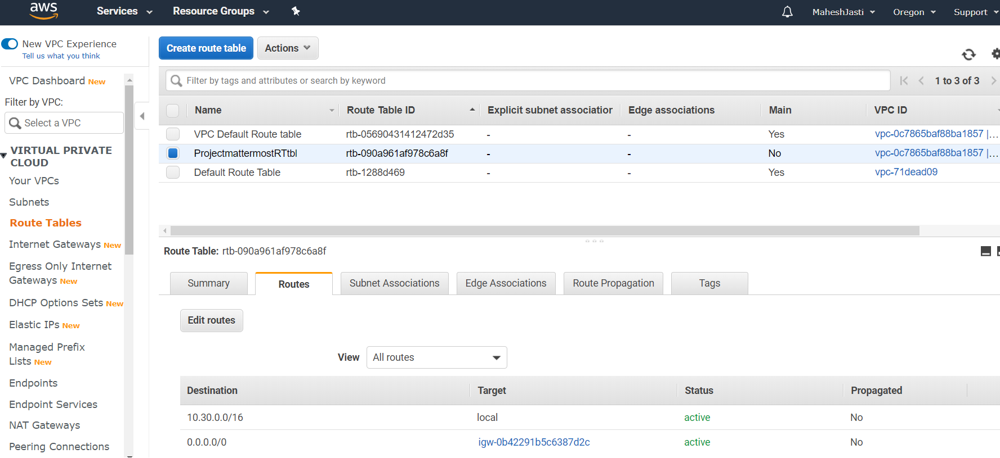 aws
Services
Resource Groups
MaheshJasti
Oregon
Support
New VPC Experience
Tell us what you think
VPC Dashboard New
Filter by VPC:
Select a VPC
VIRTUAL PRIVATE
CLOUD
Your VPCs
Subnets
Route Tables
Internet Gateways New
Egress Only Internet
Gateways New
DHCP Options Sets New
Elastic IPs New
Managed Prefix
Lists New
Endpoints
Endpoint Services
NAT Gateways
Peering Connections
Create route table
Actions
Filter by tags and attributes or search by keyword
1 to 3 of 3
Name Route Table ID Explicit subnet association Edge associations Main VPC ID
VPC Default Route table rtb-05690431412472d35 - - Yes vpc-0c7865baf88ba1857 |...
ProjectmattermostRTtbl rtb-090a961af978c6a8f - - No vpc-0c7865baf88ba1857 |...
Default Route Table rtb-1288d469 - - Yes vpc-71dead09
Route Table: rtb-090a961af978c6a8f
Summary
Routes
Subnet Associations
Edge Associations
Route Propagation
Tags
Edit routes
View All routes
Destination Target Status Propagated
10.30.0.0/16 local active No
0.0.0.0/0 igw-0b42291b5c6387d2c active No